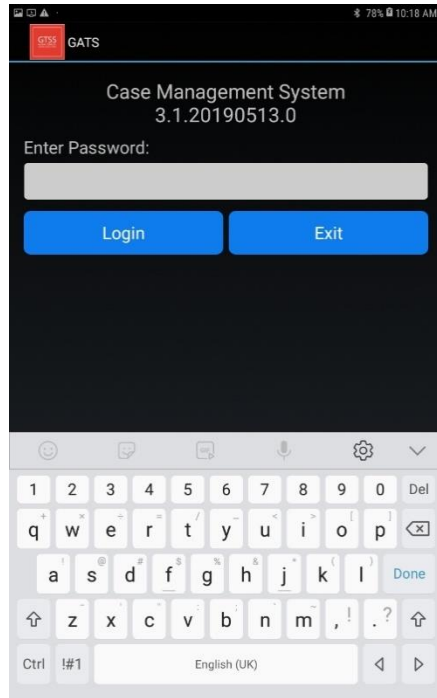 78% 10:18 AM
GTSS
GATS
Case Management System
3.1.20190513.0
Enter Password:
Login Exit
1 2 3 4 5 6 7 8 9 0 Del
q w e r t y u i o p
a s d f g h j k l Done
z x c v b n m , ! . ?
Ctrl !#1 English (UK)